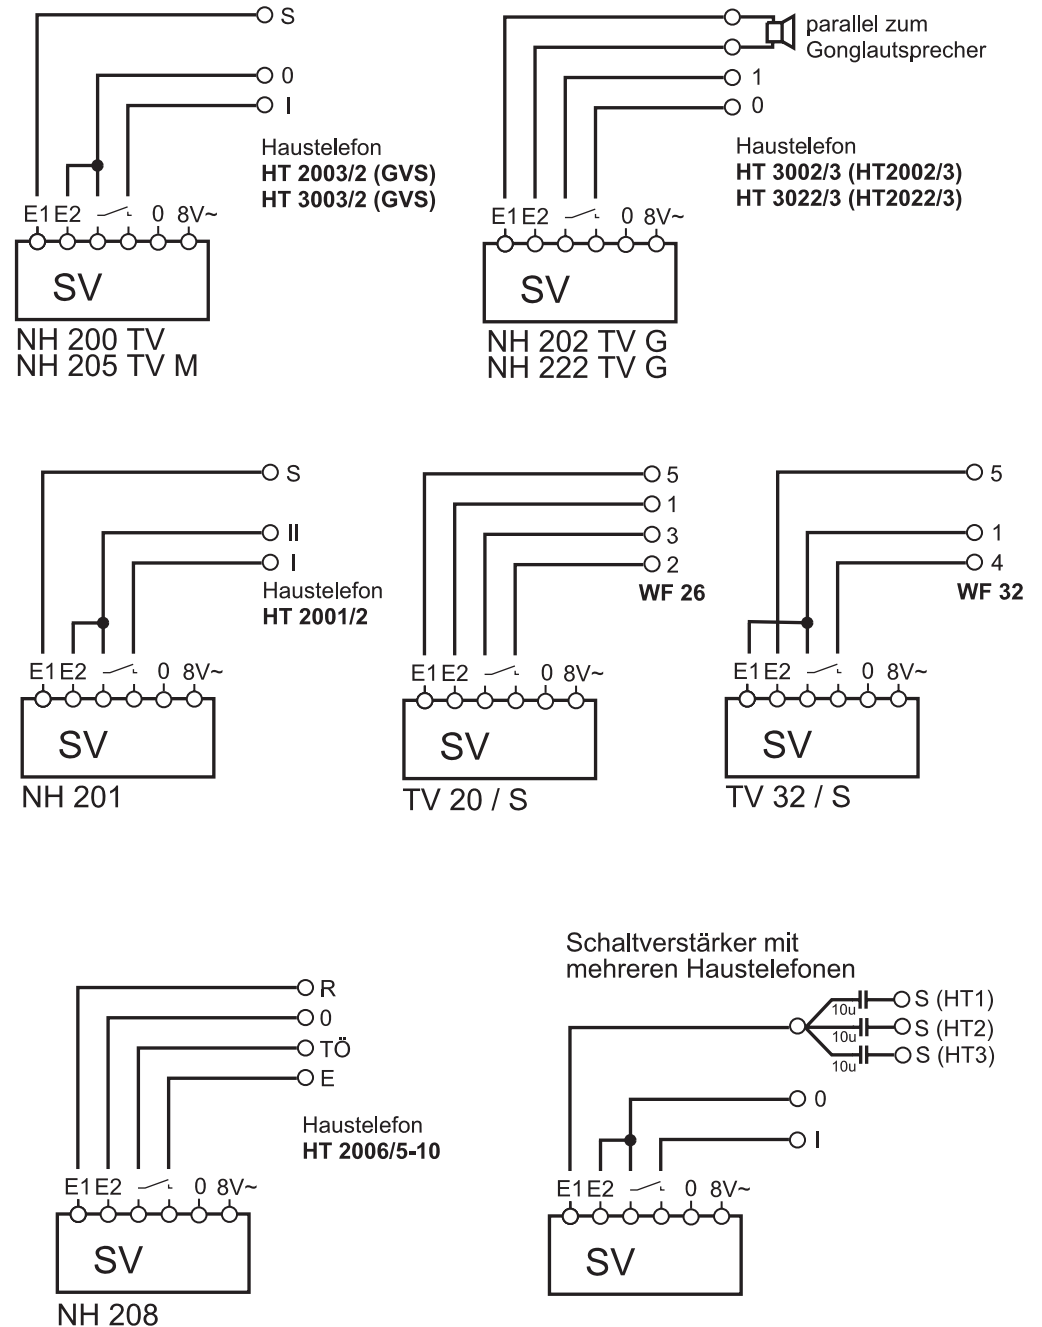 S
0
I
Haustelefon
HT 2003/2 (GVS)
HT 3003/2 (GVS)
E1 E2 0 8V~
SV
NH 200 TV
NH 205 TV M
parallel zum
Gonglautsprecher
1
0
Haustelefon
HT 3002/3 (HT2002/3)
HT 3022/3 (HT2022/3)
E1 E2 0 8V~
SV
NH 202 TV G
NH 222 TV G
S
II
I
Haustelefon
HT 2001/2
E1 E2 0 8V~
SV
NH 201
5
1
3
2
WF 26
E1 E2 0 8V~
SV
TV 20 / S
5
1
4
WF 32
E1 E2 0 8V~
SV
TV 32 / S
R
0
TÖ
E
Haustelefon
HT 2006/5-10
E1 E2 0 8V~
SV
NH 208
Schaltverstärker mit
mehreren Haustelefonen
10u S (HT1)
10u S (HT2)
10u S (HT3)
0
I
E1 E2 0 8V~
SV